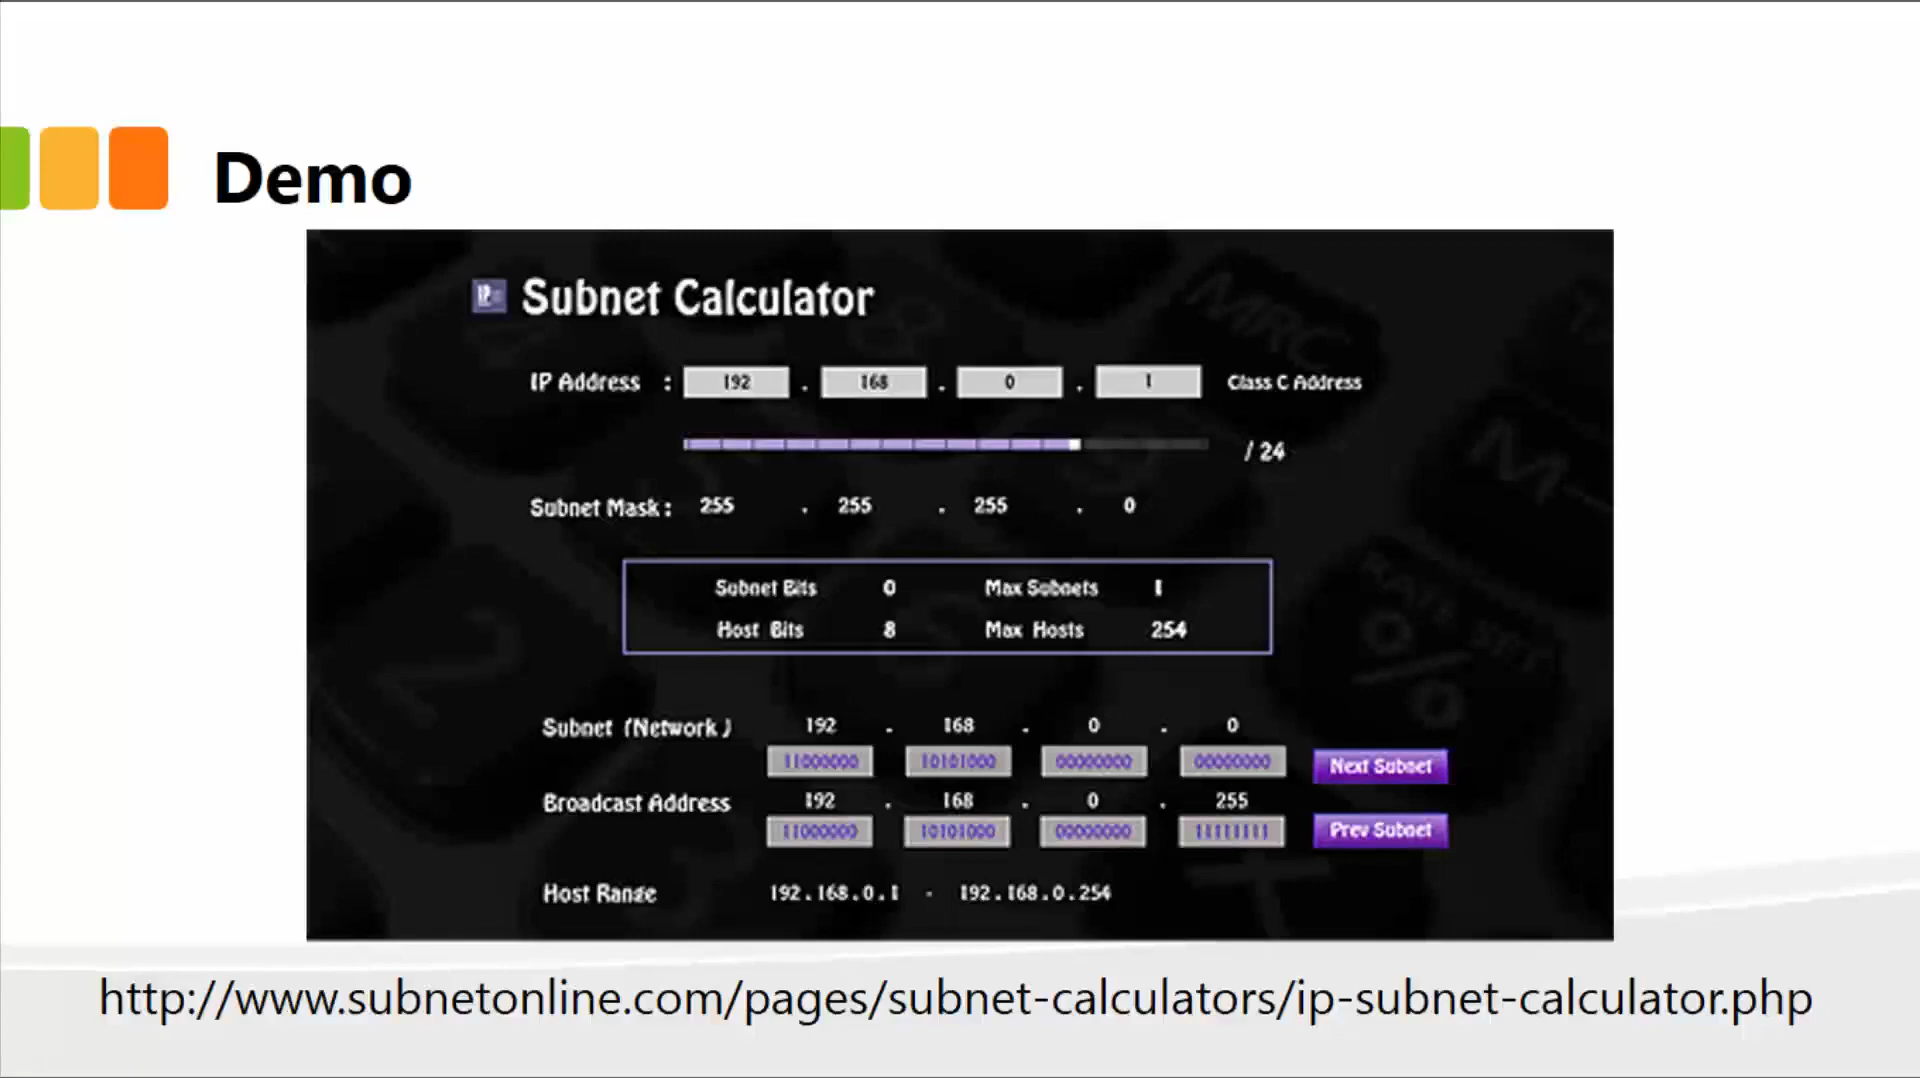 Demo
IP Subnet Calculator
IP Address : 192 . 168 . 0 . 1 Class C Address
/ 24
Subnet Mask : 255 . 255 . 255 . 0
Subnet Bits 0 Max Subnets 1
Host Bits 8 Max Hosts 254
Subnet (Network) 192 . 168 . 0 . 0
11000000 10101000 00000000 00000000 Next Subnet
Broadcast Address 192 . 168 . 0 . 255
11000000 10101000 00000000 11111111 Prev Subnet
Host Range 192.168.0.1 - 192.168.0.254
http://www.subnetonline.com/pages/subnet-calculators/ip-subnet-calculator.php